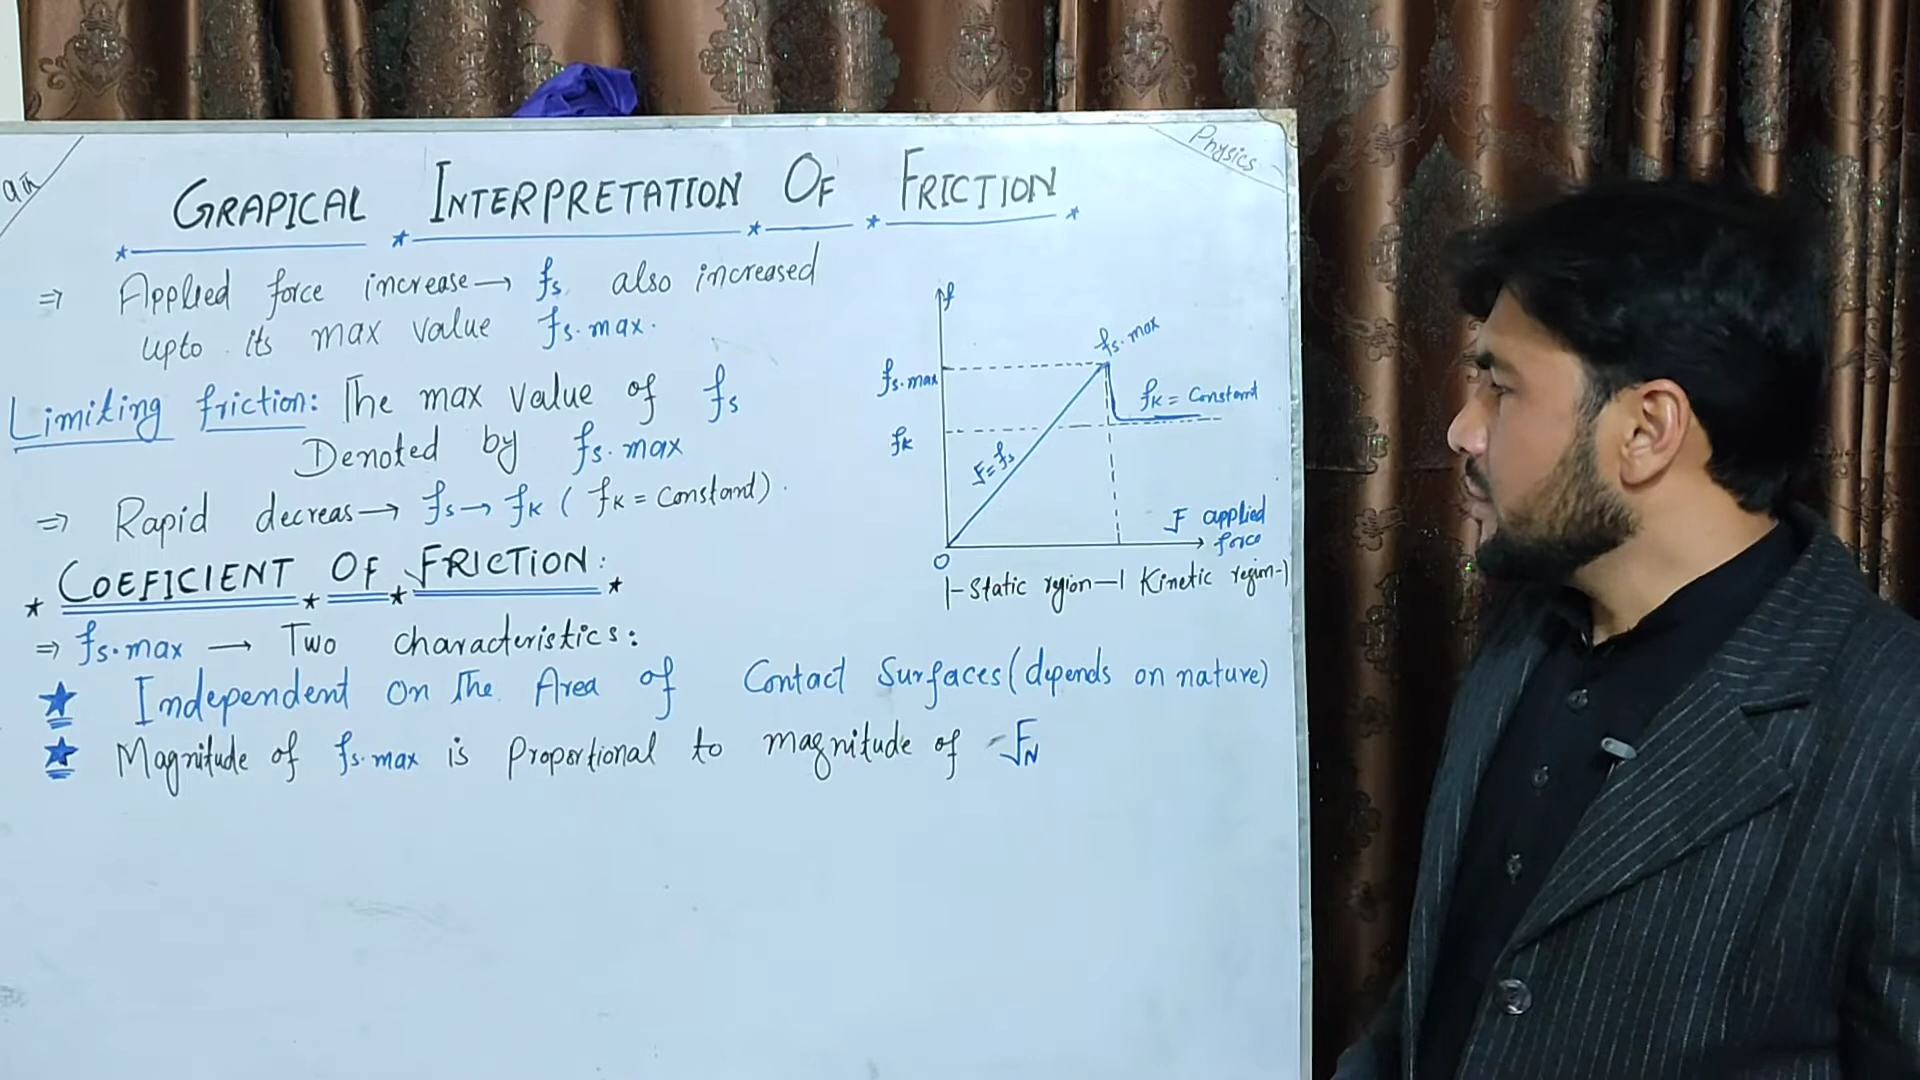 Physics
GRAPICAL INTERPRETATION OF FRICTION
⇒ Applied force increase → fs also increased
upto its max value fs.max.
Limiting friction: The max value of fs
Denoted by fs.max
⇒ Rapid decreas → fs → fk ( fk = Constant).
COEFICIENT OF FRICTION:
⇒ fs.max → Two characteristics:
★ Independent on The Area of Contact Surfaces (depends on nature)
★ Magnitude of fs.max is proportional to magnitude of FN
f
fs.max
fs.max
fk = Constant
fk
F = fs
F applied
force
O
|-Static region-| Kinetic region-|